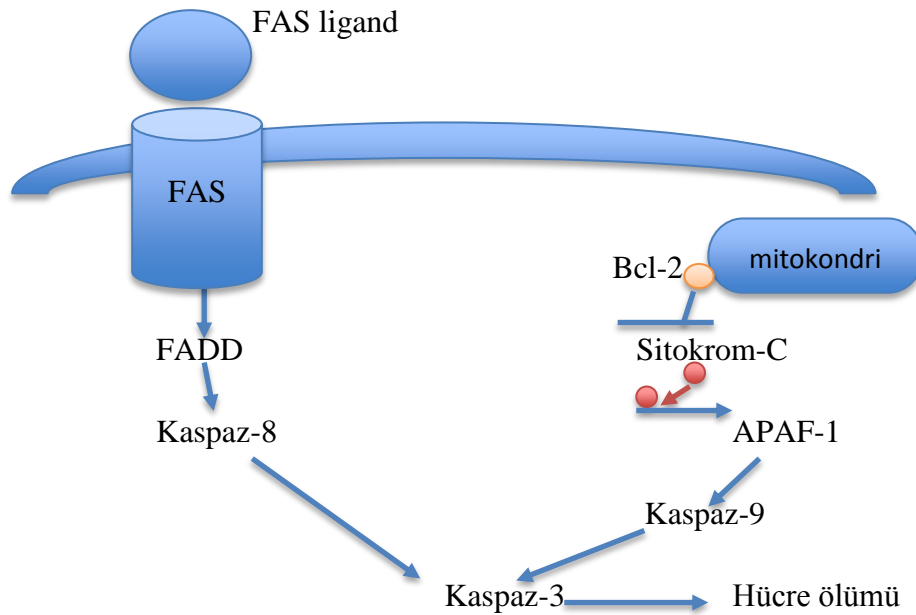 FAS ligand
FAS
mitokondri
Bcl-2
FADD
Sitokrom-C
Kaspaz-8
APAF-1
Kaspaz-9
Kaspaz-3
Hücre ölümü